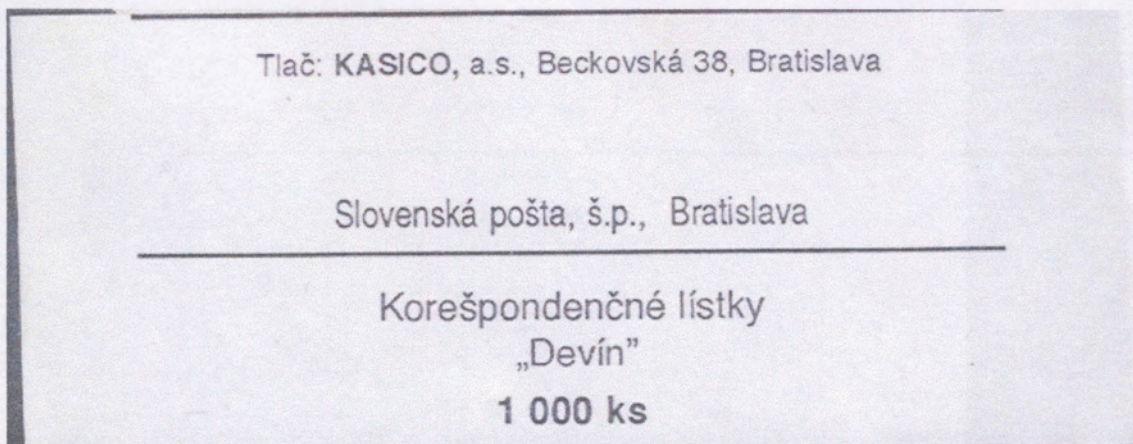 Tlač: KASICO, a.s., Beckovská 38, Bratislava
Slovenská pošta, š.p., Bratislava
Korešpondenčné lístky
„Devín”
1 000 ks